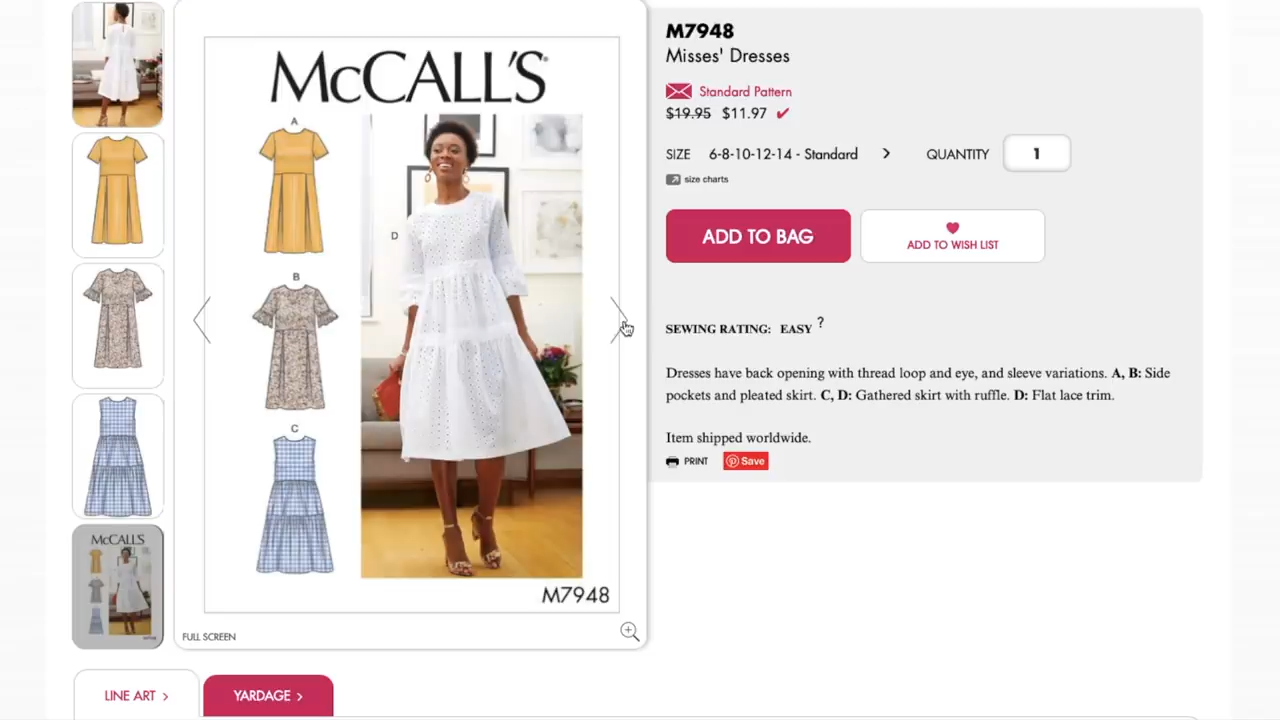 McCALL'S
A
B
C
D
M7948
FULL SCREEN
McCALL'S
LINE ART >
YARDAGE >
M7948
Misses' Dresses
Standard Pattern
$19.95 $11.97 ✔
SIZE 6-8-10-12-14 - Standard > QUANTITY 1
size charts
ADD TO BAG
ADD TO WISH LIST
SEWING RATING: EASY ?
Dresses have back opening with thread loop and eye, and sleeve variations. A, B: Side
pockets and pleated skirt. C, D: Gathered skirt with ruffle. D: Flat lace trim.
Item shipped worldwide.
PRINT Save